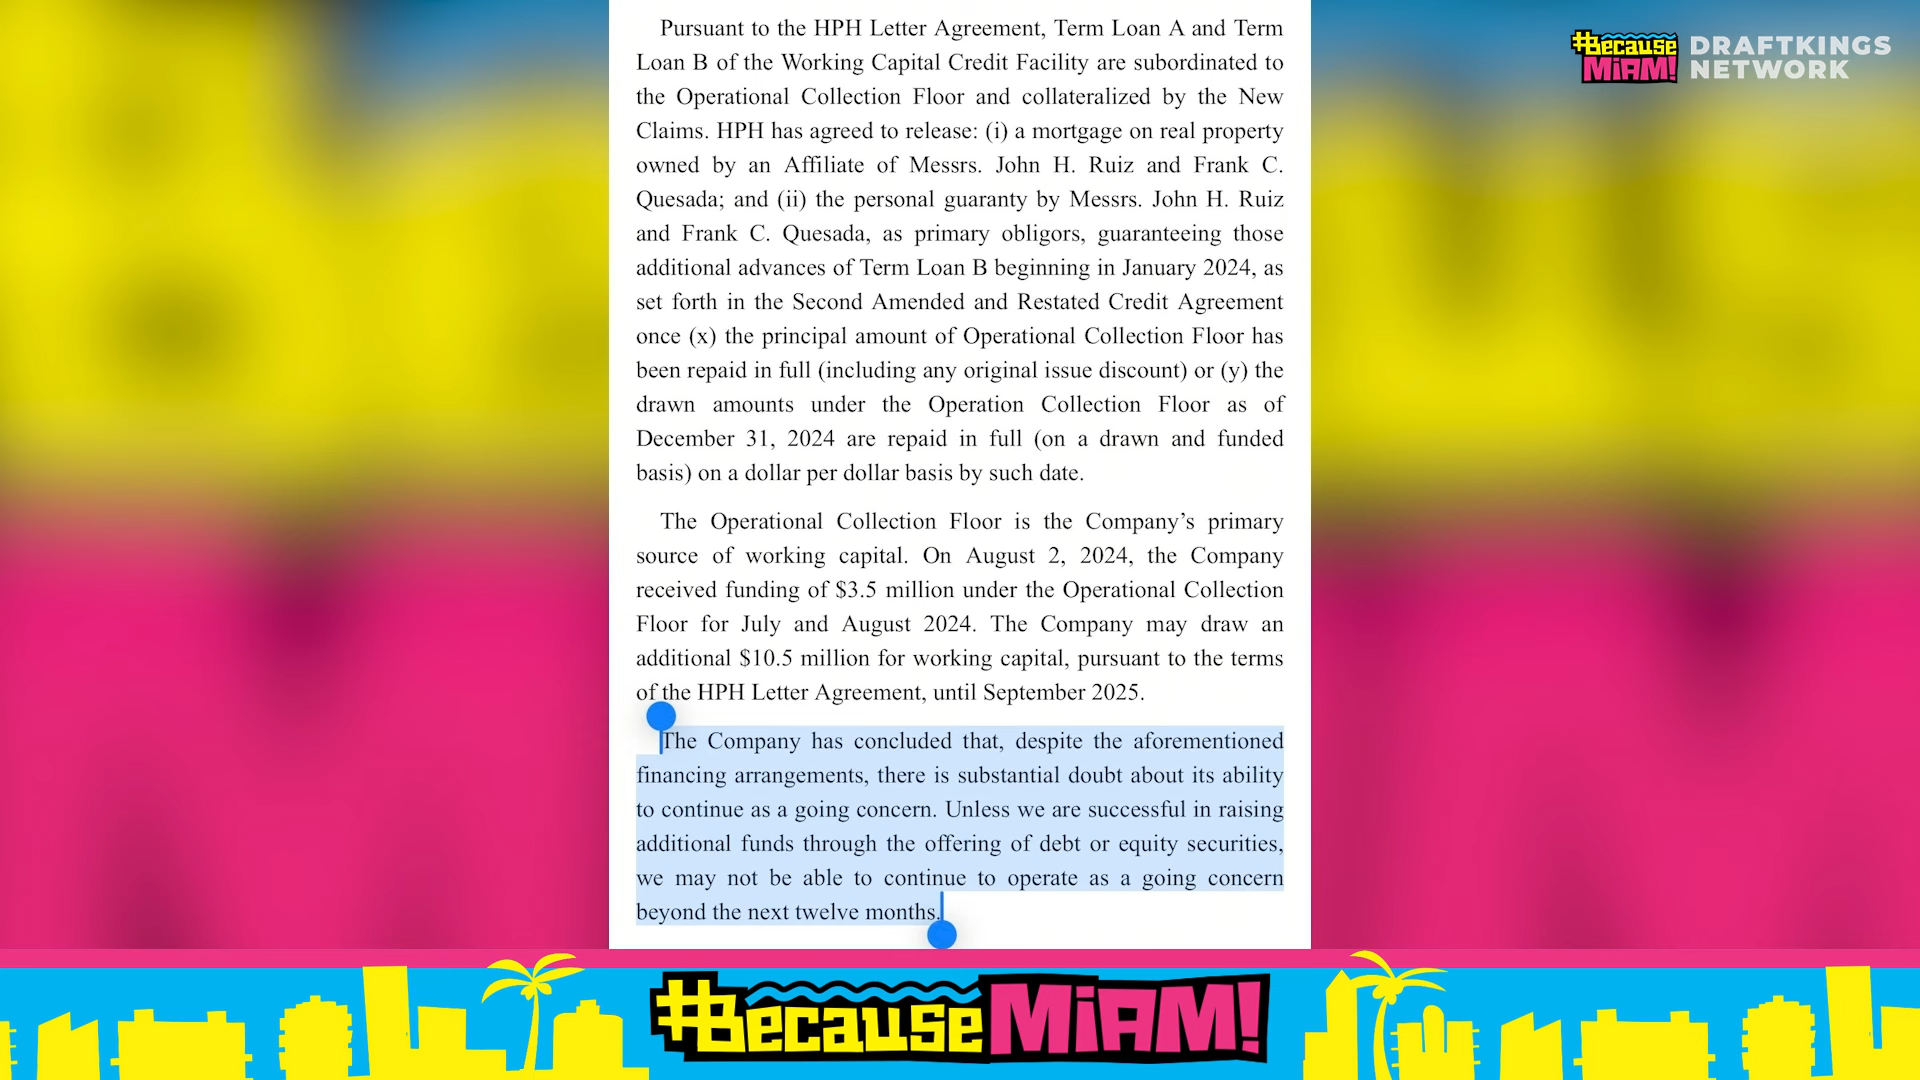 Pursuant to the HPH Letter Agreement, Term Loan A and Term
Loan B of the Working Capital Credit Facility are subordinated to
the Operational Collection Floor and collateralized by the New
Claims. HPH has agreed to release: (i) a mortgage on real property
owned by an Affiliate of Messrs. John H. Ruiz and Frank C.
Quesada; and (ii) the personal guaranty by Messrs. John H. Ruiz
and Frank C. Quesada, as primary obligors, guaranteeing those
additional advances of Term Loan B beginning in January 2024, as
set forth in the Second Amended and Restated Credit Agreement
once (x) the principal amount of Operational Collection Floor has
been repaid in full (including any original issue discount) or (y) the
drawn amounts under the Operation Collection Floor as of
December 31, 2024 are repaid in full (on a drawn and funded
basis) on a dollar per dollar basis by such date.
The Operational Collection Floor is the Company’s primary
source of working capital. On August 2, 2024, the Company
received funding of $3.5 million under the Operational Collection
Floor for July and August 2024. The Company may draw an
additional $10.5 million for working capital, pursuant to the terms
of the HPH Letter Agreement, until September 2025.
The Company has concluded that, despite the aforementioned
financing arrangements, there is substantial doubt about its ability
to continue as a going concern. Unless we are successful in raising
additional funds through the offering of debt or equity securities,
we may not be able to continue to operate as a going concern
beyond the next twelve months.
#Because
MiAMi!
DRAFTKINGS
NETWORK
#BecauseMiAMi!